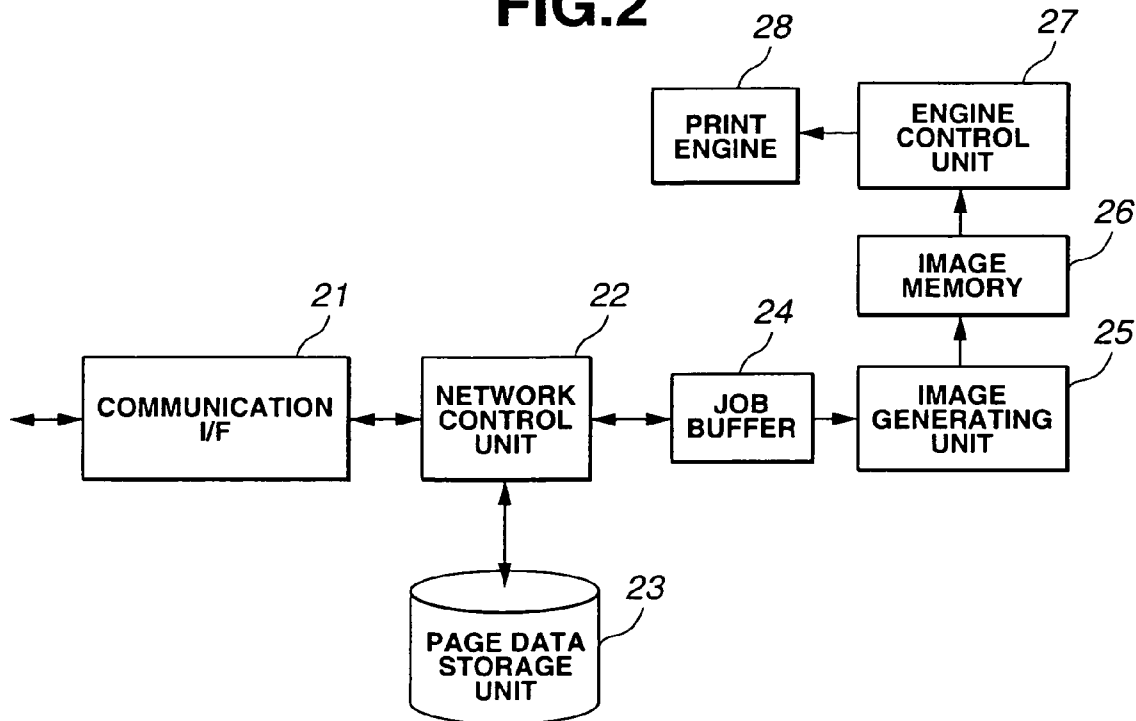 FIG.2
28
27
PRINT
ENGINE
ENGINE
CONTROL
UNIT
26
IMAGE
MEMORY
21
22
24
25
COMMUNICATION
I/F
NETWORK
CONTROL
UNIT
JOB
BUFFER
IMAGE
GENERATING
UNIT
23
PAGE DATA
STORAGE
UNIT